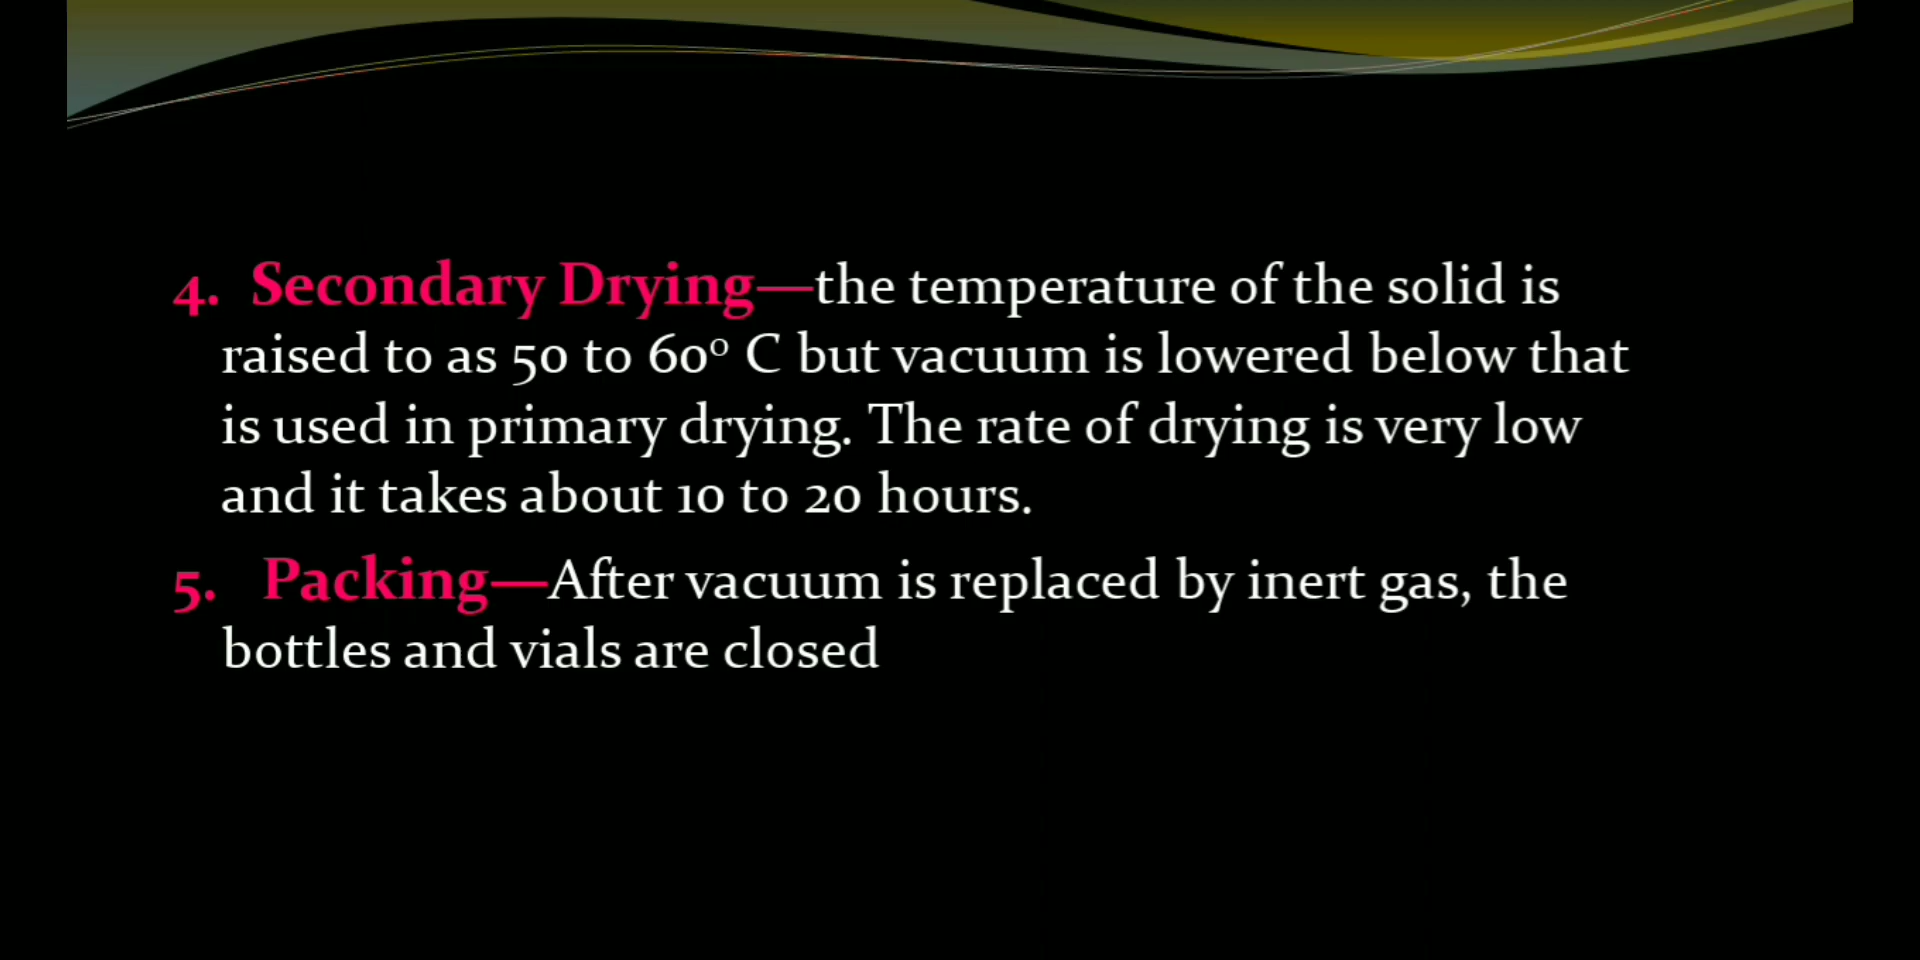 4. Secondary Drying—the temperature of the solid is
raised to as 50 to 60⁰ C but vacuum is lowered below that
is used in primary drying. The rate of drying is very low
and it takes about 10 to 20 hours.
5. Packing—After vacuum is replaced by inert gas, the
bottles and vials are closed